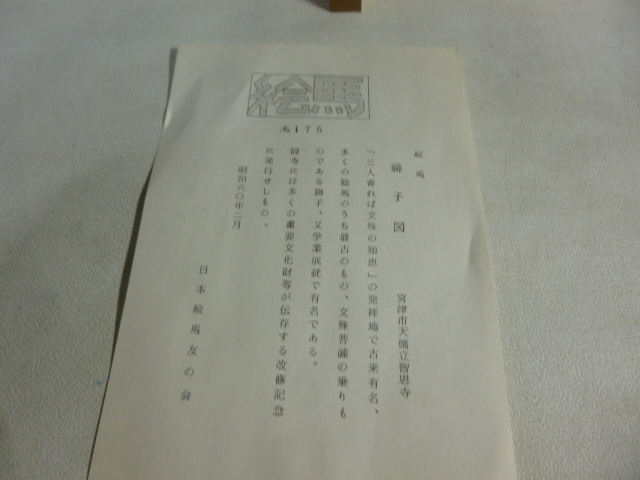 絵馬
№175
絵馬
獅子図
宮津市天橋立智恩寺
「三人寄れば文殊の知恵」の発祥地で古来有名、
多くの絵馬のうち最古のもの、文殊菩薩の乗りも
のである獅子、又学業成就で有名である。
同寺には多くの重要文化財等が伝存する改修記念
に発行せしもの。
昭和六〇年二月
日本絵馬友の会